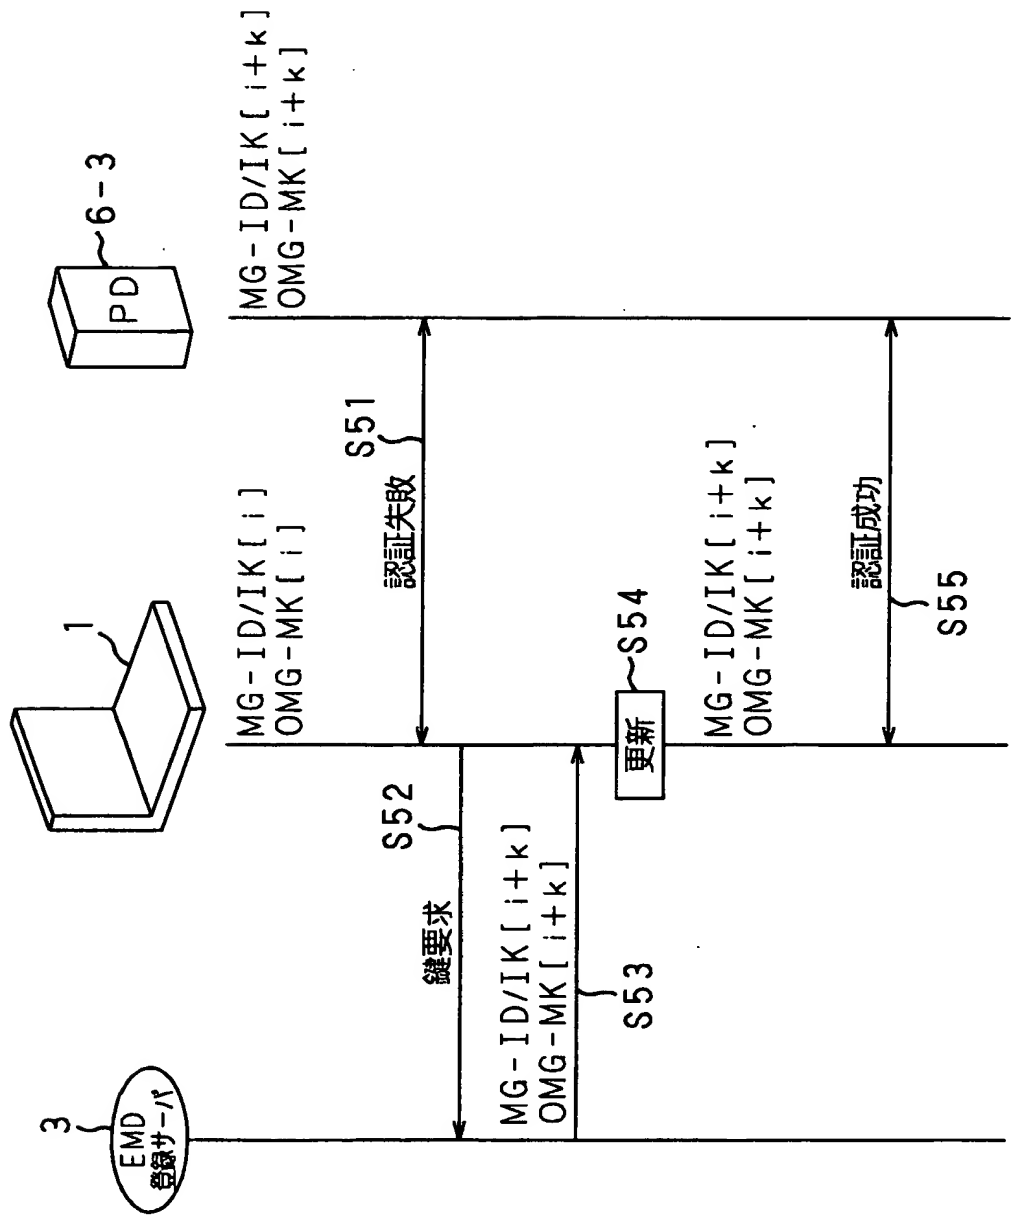 3
EMD
登録サーバ
1
PD
6-3
MG-ID/IK[i]
OMG-MK[i]
MG-ID/IK[i+k]
OMG-MK[i+k]
認証失敗
S51
鍵要求
S52
MG-ID/IK[i+k]
OMG-MK[i+k]
S53
更新
S54
MG-ID/IK[i+k]
OMG-MK[i+k]
認証成功
S55